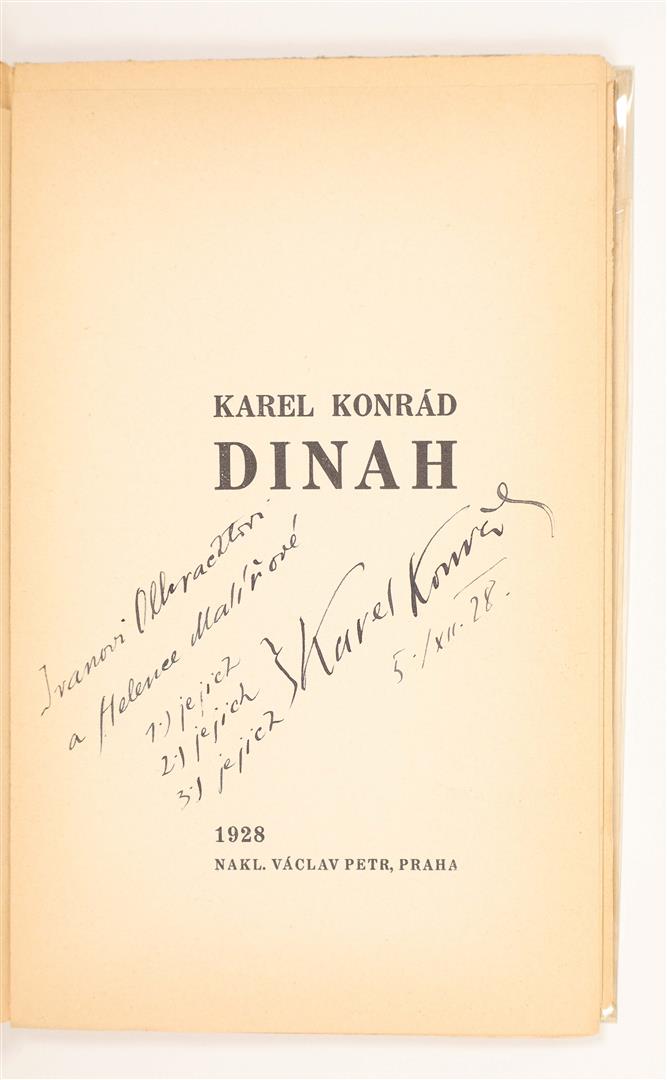 KAREL KONRÁD
DINAH
Ivanovi Olbrachtovi
a Helence Malířové
1.) jejich
2.) jejich
3.) jejich
Karel Konrád
5./XII. 28.
1928
NAKL. VÁCLAV PETR, PRAHA